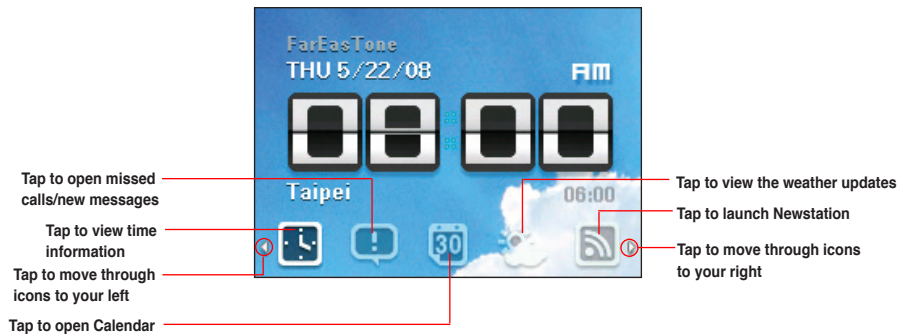 FarEasTone
THU 5/22/08
AM
08:00
Taipei
06:00
30
Tap to open missed
calls/new messages
Tap to view time
information
Tap to move through
icons to your left
Tap to open Calendar
Tap to view the weather updates
Tap to launch Newstation
Tap to move through icons
to your right